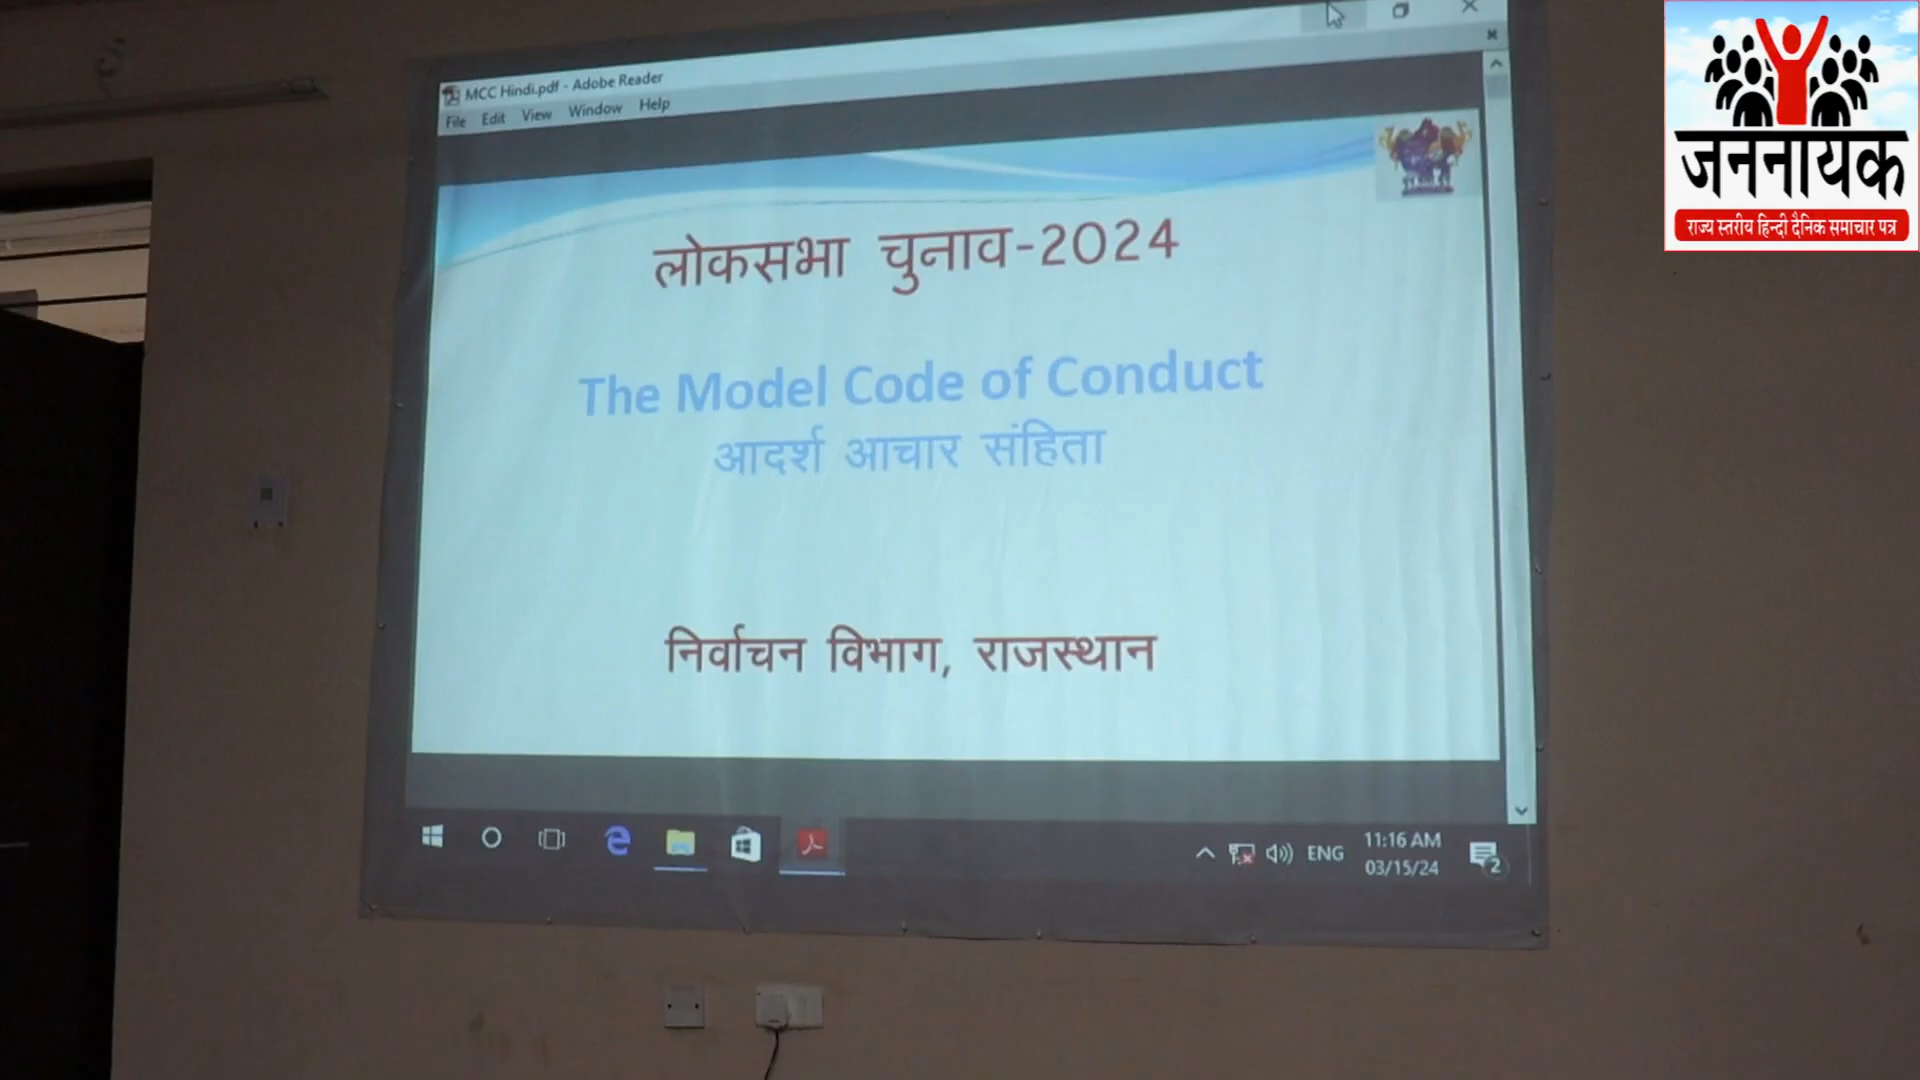 MCC Hindi.pdf - Adobe Reader
File Edit View Window Help
लोकसभा चुनाव-2024
The Model Code of Conduct
आदर्श आचार संहिता
निर्वाचन विभाग, राजस्थान
ENG
11:16 AM
03/15/24
2
जननायक
राज्य स्तरीय हिन्दी दैनिक समाचार पत्र